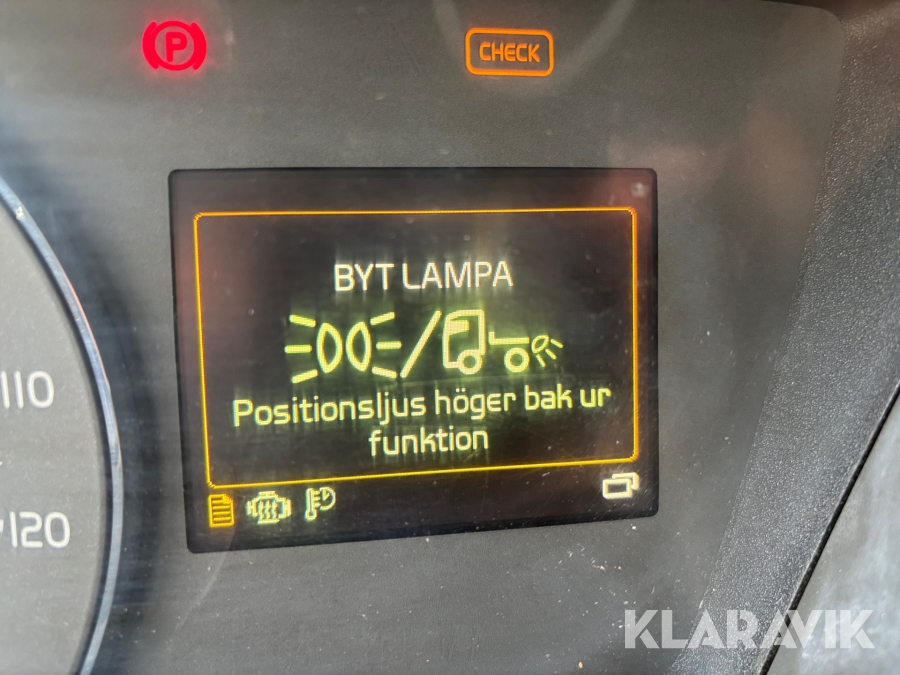 P
CHECK
BYT LAMPA
Positionsljus höger bak ur
funktion
110
120
KLARAVIK